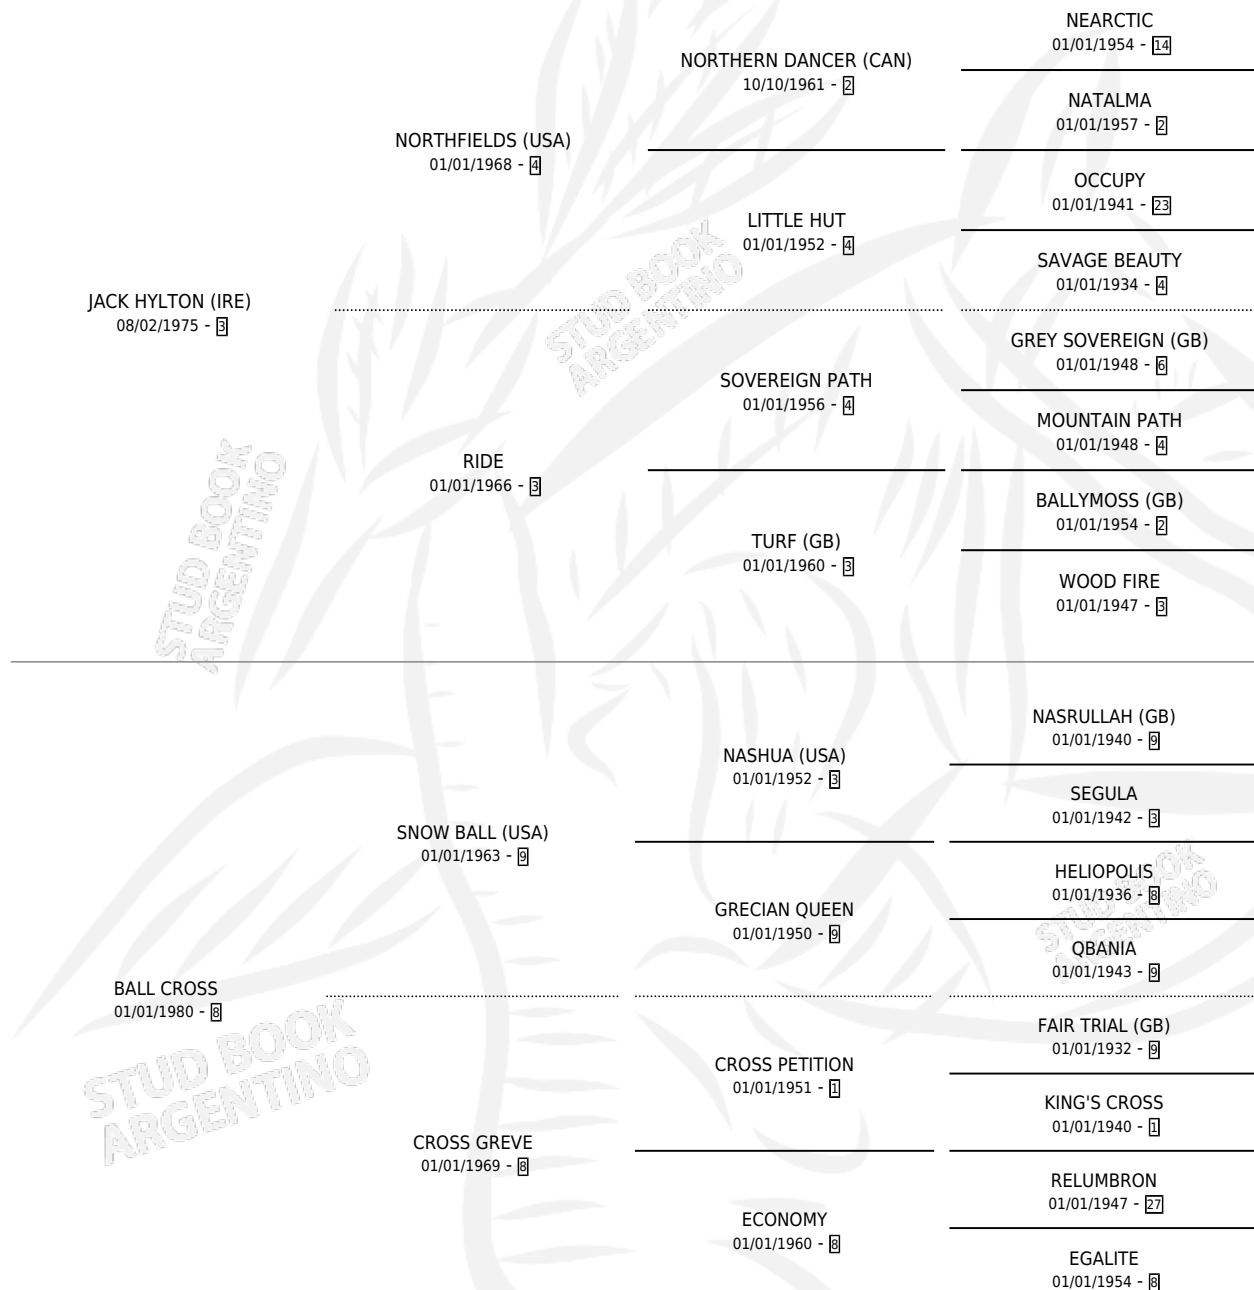 NEARCTIC
01/01/1954 - 14
NORTHERN DANCER (CAN)
10/10/1961 - 2
NATALMA
01/01/1957 - 2
NORTHFIELDS (USA)
01/01/1968 - 4
OCCUPY
01/01/1941 - 23
LITTLE HUT
01/01/1952 - 4
SAVAGE BEAUTY
01/01/1934 - 4
JACK HYLTON (IRE)
08/02/1975 - 3
GREY SOVEREIGN (GB)
01/01/1948 - 6
SOVEREIGN PATH
01/01/1956 - 4
MOUNTAIN PATH
01/01/1948 - 4
RIDE
01/01/1966 - 3
BALLYMOSS (GB)
01/01/1954 - 2
TURF (GB)
01/01/1960 - 3
WOOD FIRE
01/01/1947 - 3
NASRULLAH (GB)
01/01/1940 - 9
NASHUA (USA)
01/01/1952 - 3
SEGULA
01/01/1942 - 3
SNOW BALL (USA)
01/01/1963 - 9
HELIOPOLIS
01/01/1936 - 8
GRECIAN QUEEN
01/01/1950 - 9
QBANIA
01/01/1943 - 9
BALL CROSS
01/01/1980 - 8
FAIR TRIAL (GB)
01/01/1932 - 9
CROSS PETITION
01/01/1951 - 1
KING'S CROSS
01/01/1940 - 1
CROSS GREVE
01/01/1969 - 8
RELUMBRON
01/01/1947 - 27
ECONOMY
01/01/1960 - 8
EGALITE
01/01/1954 - 8
STUD BOOK
ARGENTINO
STUD BOOK
ARGENTINO
STUD BOOK
ARGENTINO
STUD BOOK
ARGENTINO